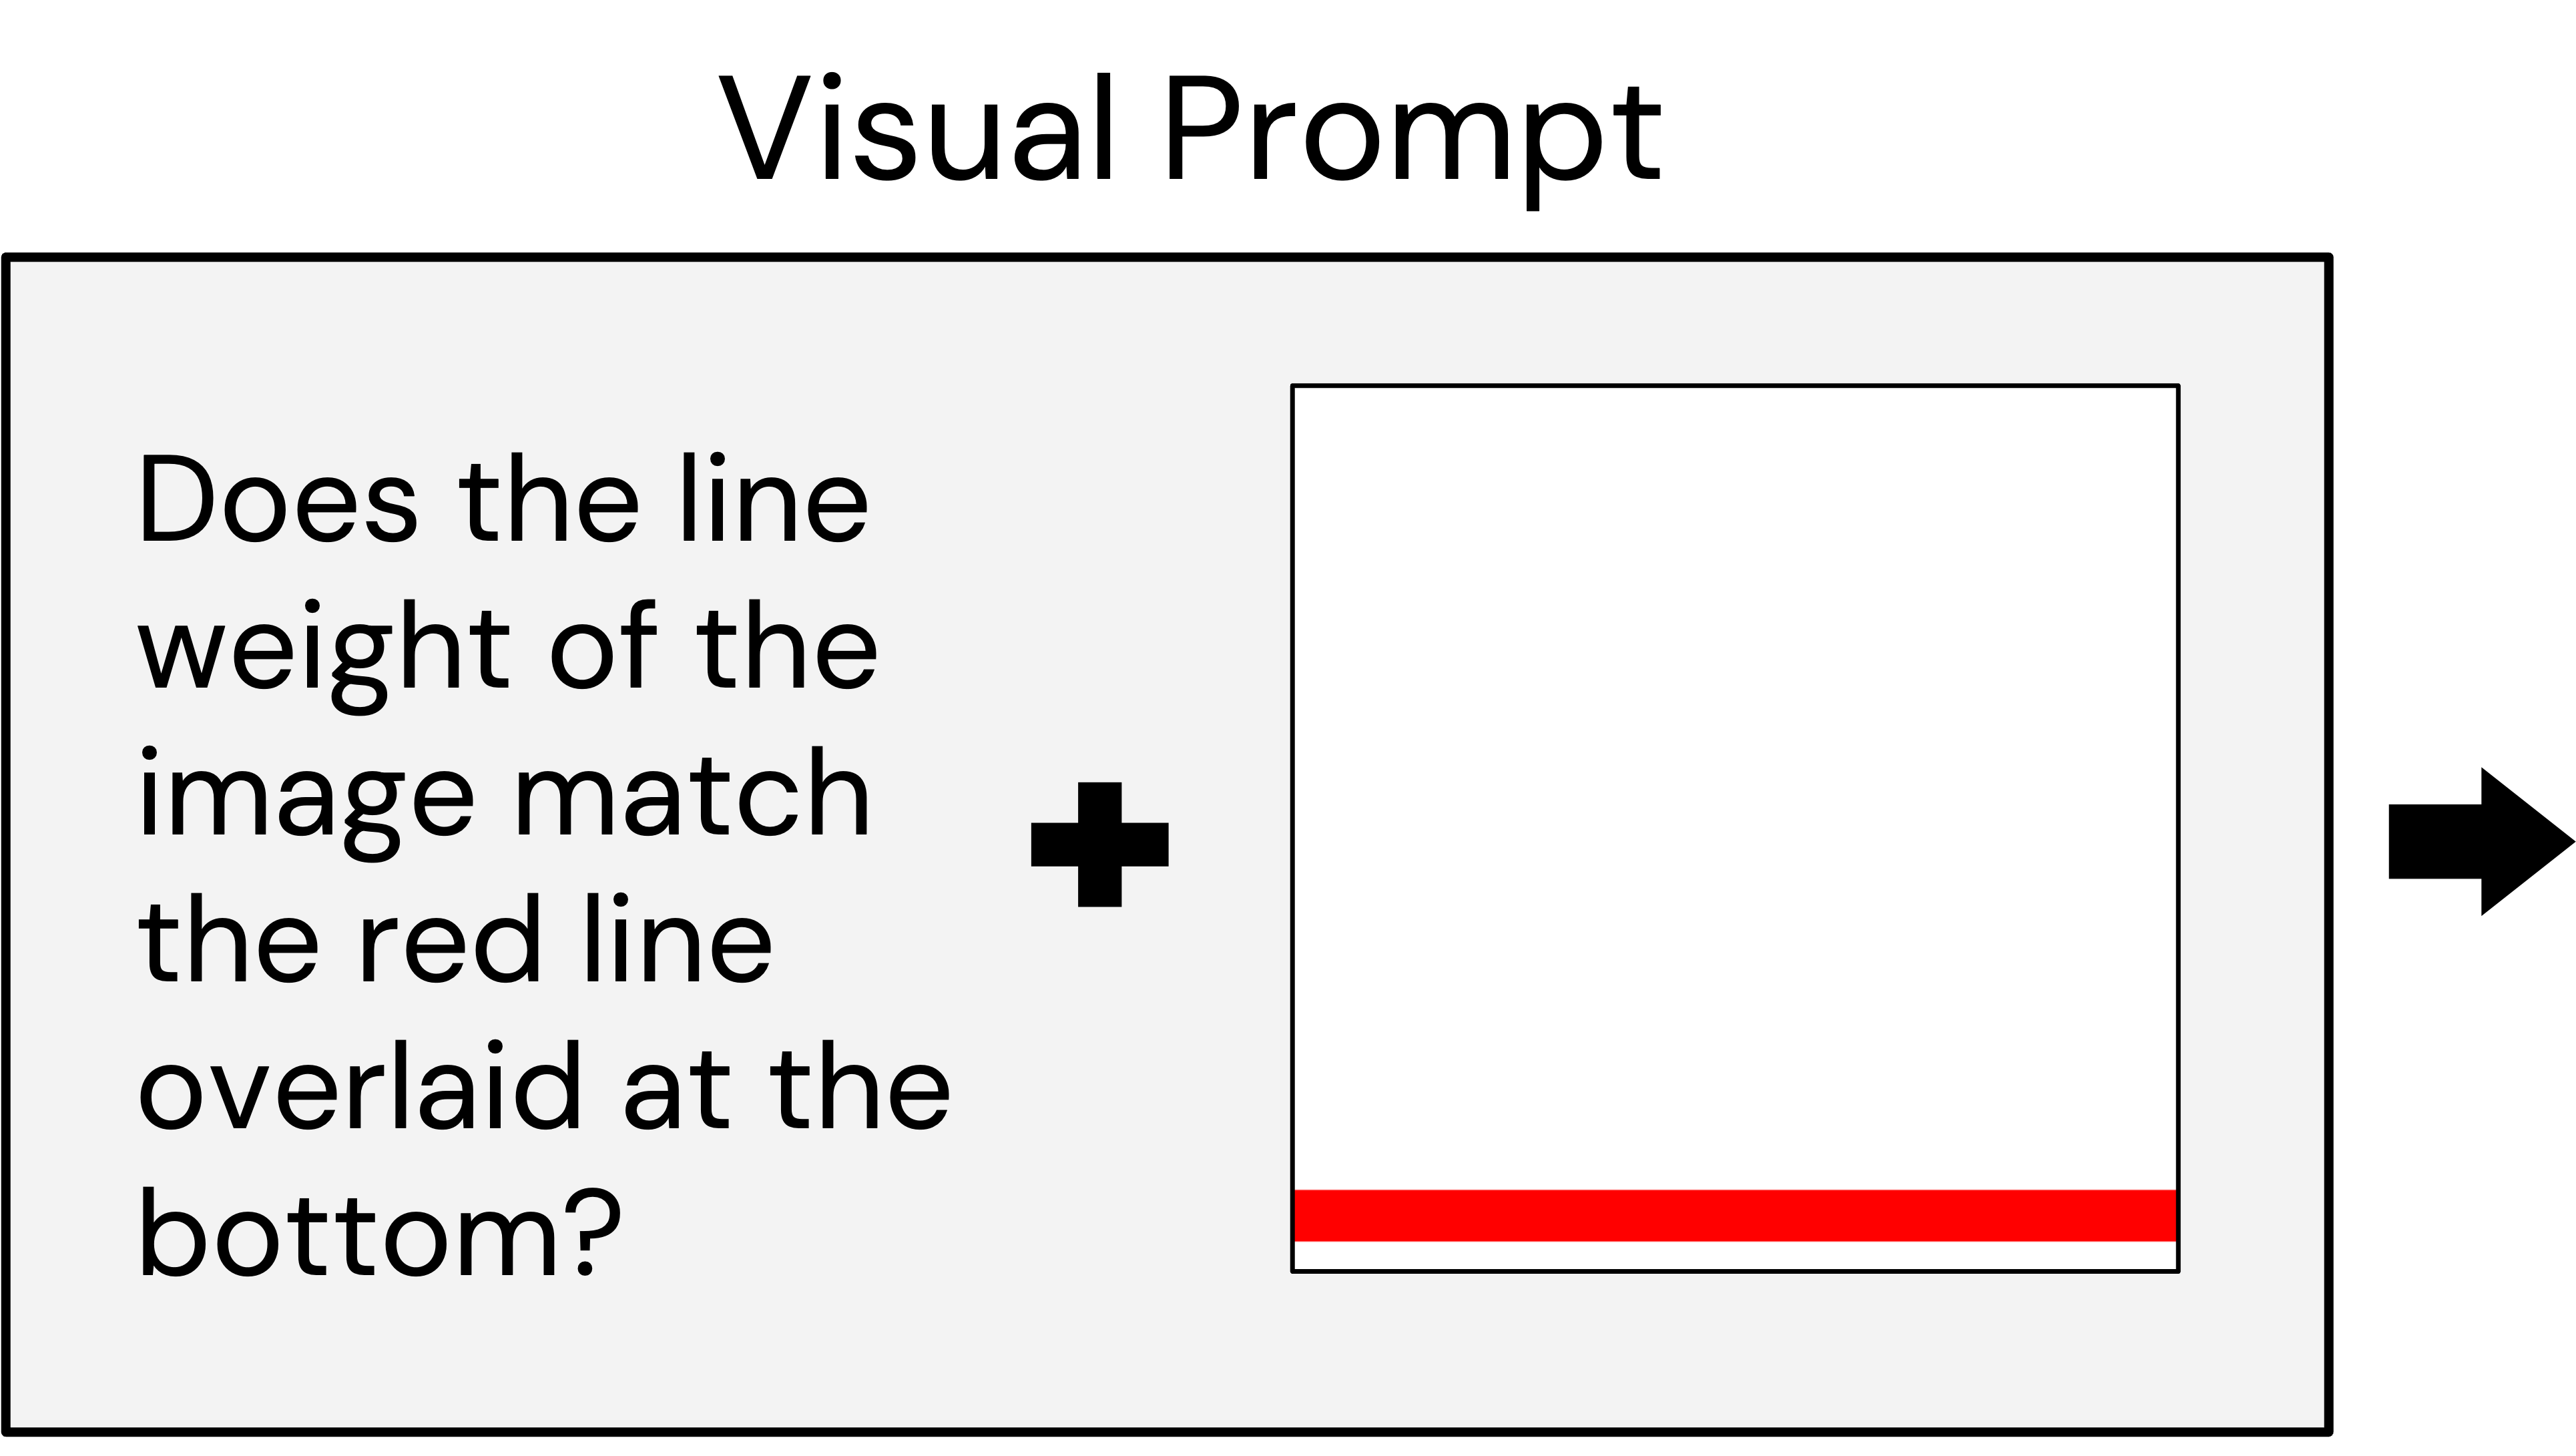 Visual Prompt
Does the line
weight of the
image match
the red line
overlaid at the
bottom?